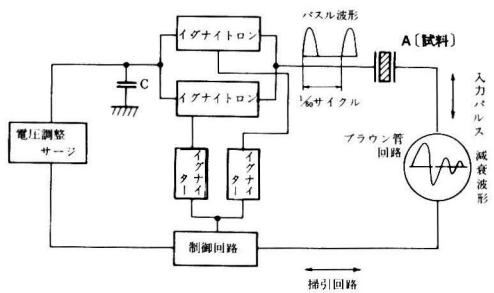 イグナイトロン
パスル波形
A〔試料〕
C
イグナイトロン
1/60サイクル
電圧調整
サージ
イグナイター
イグナイター
ブラウン管
回路
入力パルス
減衰波形
制御回路
掃引回路